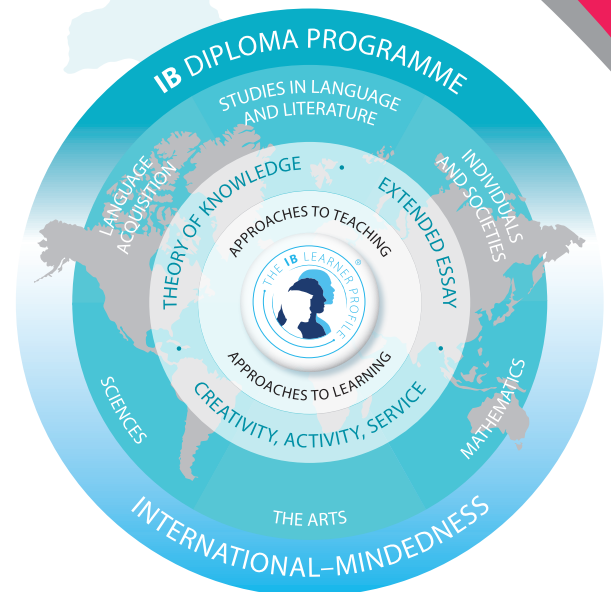 IB DIPLOMA PROGRAMME
STUDIES IN LANGUAGE
AND LITERATURE
LANGUAGE
ACQUISITION
INDIVIDUALS
AND SOCIETIES
THEORY OF KNOWLEDGE
EXTENDED ESSAY
APPROACHES TO TEACHING
THE IB LEARNER PROFILE®
APPROACHES TO LEARNING
CREATIVITY, ACTIVITY, SERVICE
SCIENCES
MATHEMATICS
THE ARTS
INTERNATIONAL–MINDEDNESS